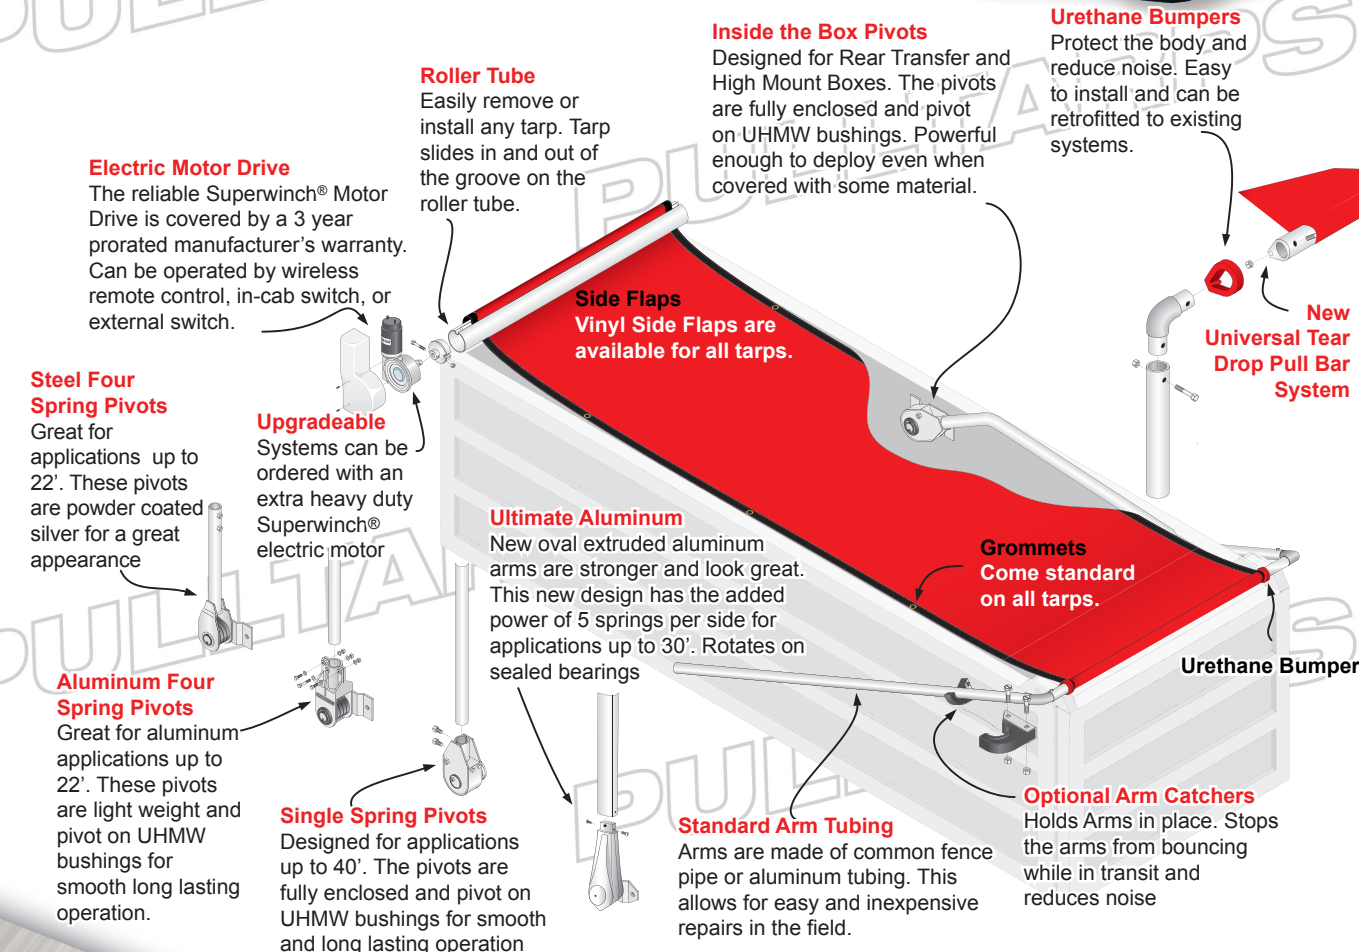 Urethane Bumpers
Protect the body and
reduce noise. Easy
to install and can be
retrofitted to existing
systems.
Inside the Box Pivots
Designed for Rear Transfer and
High Mount Boxes. The pivots
are fully enclosed and pivot
on UHMW bushings. Powerful
enough to deploy even when
covered with some material.
Roller Tube
Easily remove or
install any tarp. Tarp
slides in and out of
the groove on the
roller tube.
Electric Motor Drive
The reliable Superwinch® Motor
Drive is covered by a 3 year
prorated manufacturer’s warranty.
Can be operated by wireless
remote control, in-cab switch, or
external switch.
Side Flaps
Vinyl Side Flaps are
available for all tarps.
New
Universal Tear
Drop Pull Bar
System
Steel Four
Spring Pivots
Great for
applications  up to
22’. These pivots
are powder coated
silver for a great
appearance
Upgradeable
Systems can be
ordered with an
extra heavy duty
Superwinch®
electric motor
Ultimate Aluminum
New oval extruded aluminum
arms are stronger and look great.
This new design has the added
power of 5 springs per side for
applications up to 30’. Rotates on
sealed bearings
Grommets
Come standard
on all tarps.
Urethane Bumper
Aluminum Four
Spring Pivots
Great for aluminum
applications up to
22’. These pivots
are light weight and
pivot on UHMW
bushings for
smooth long lasting
operation.
Single Spring Pivots
Designed for applications
up to 40’. The pivots are
fully enclosed and pivot on
UHMW bushings for smooth
and long lasting operation
Standard Arm Tubing
Arms are made of common fence
pipe or aluminum tubing. This
allows for easy and inexpensive
repairs in the field.
Optional Arm Catchers
Holds Arms in place. Stops
the arms from bouncing
while in transit and
reduces noise
PULLTARPS